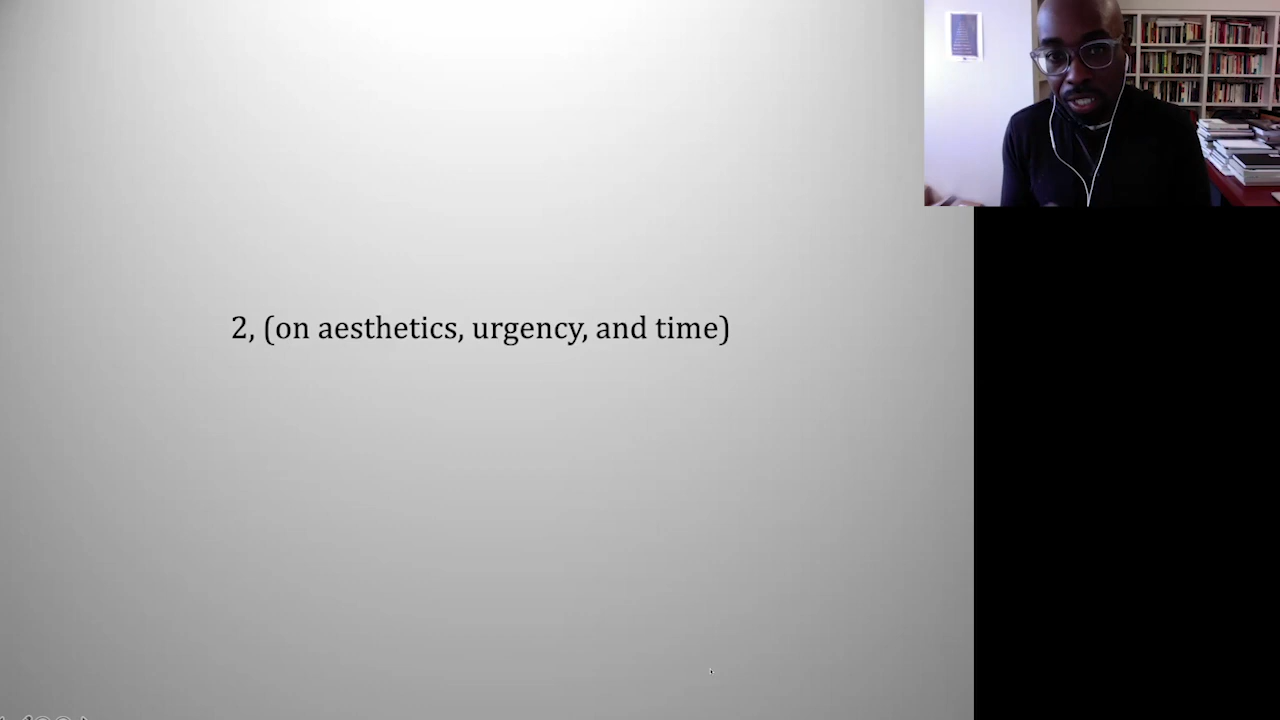 2, (on aesthetics, urgency, and time)